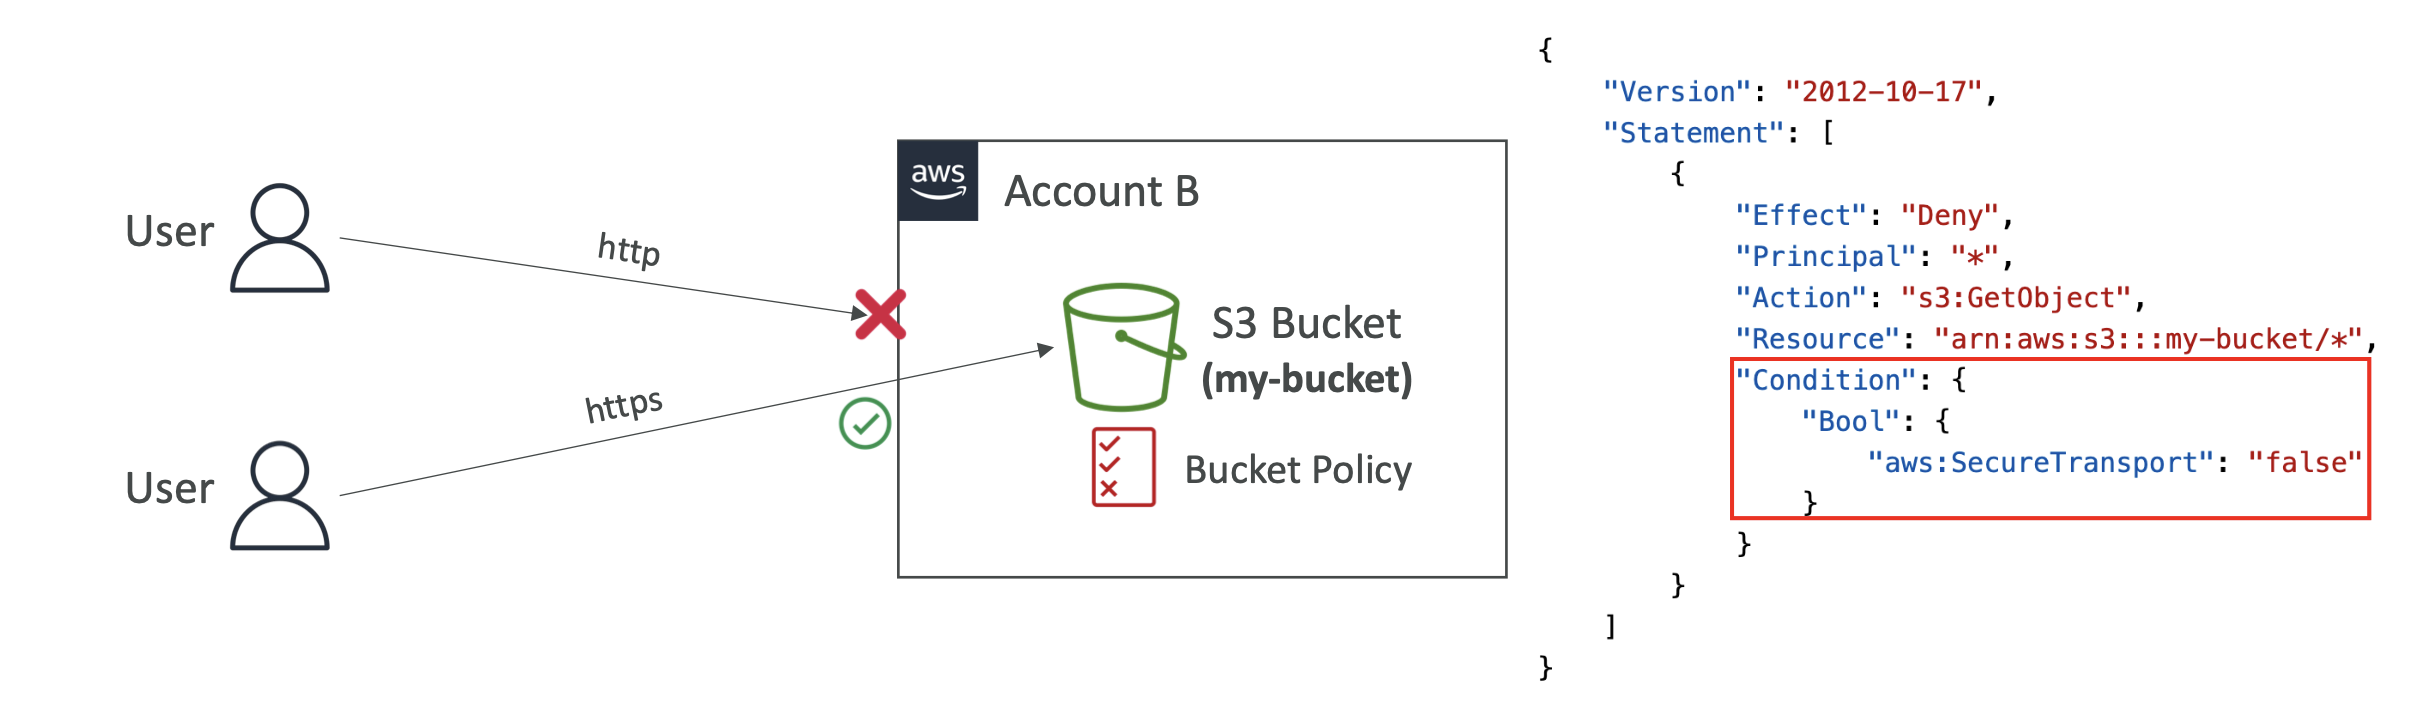 User
http
User
https
aws
Account B
S3 Bucket
(my-bucket)
Bucket Policy
{
"Version": "2012-10-17",
"Statement": [
{
"Effect": "Deny",
"Principal": "*",
"Action": "s3:GetObject",
"Resource": "arn:aws:s3:::my-bucket/*",
"Condition": {
"Bool": {
"aws:SecureTransport": "false"
}
}
}
]
}